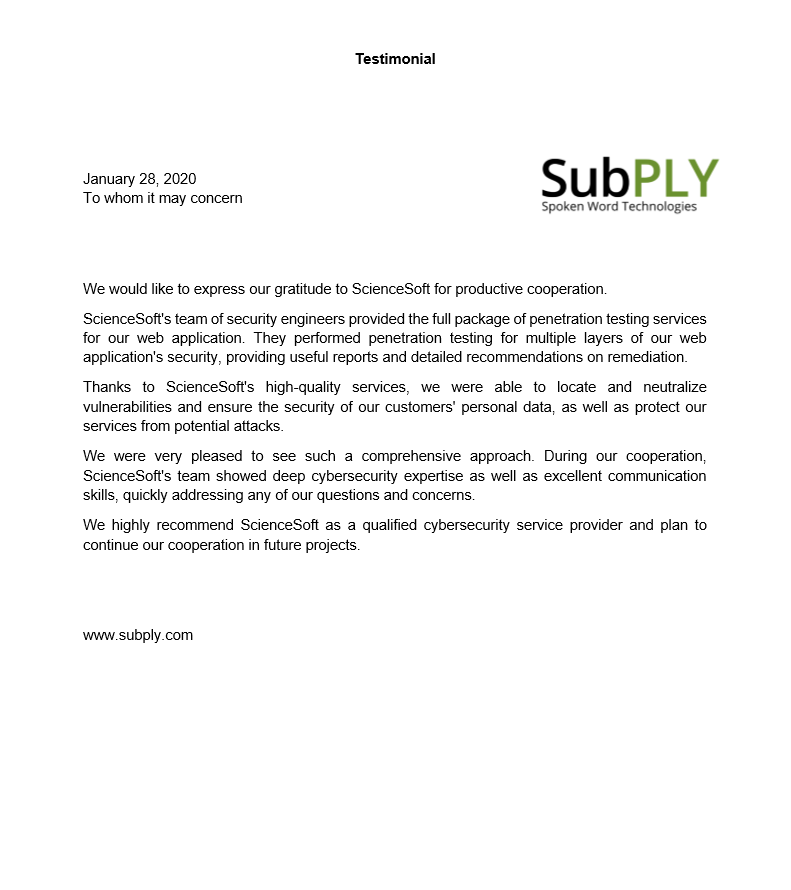 Testimonial
SubPLY
Spoken Word Technologies
January 28, 2020
To whom it may concern
We would like to express our gratitude to ScienceSoft for productive cooperation.
ScienceSoft's team of security engineers provided the full package of penetration testing services
for our web application. They performed penetration testing for multiple layers of our web
application's security, providing useful reports and detailed recommendations on remediation.
Thanks to ScienceSoft's high-quality services, we were able to locate and neutralize
vulnerabilities and ensure the security of our customers' personal data, as well as protect our
services from potential attacks.
We were very pleased to see such a comprehensive approach. During our cooperation,
ScienceSoft's team showed deep cybersecurity expertise as well as excellent communication
skills, quickly addressing any of our questions and concerns.
We highly recommend ScienceSoft as a qualified cybersecurity service provider and plan to
continue our cooperation in future projects.
www.subply.com